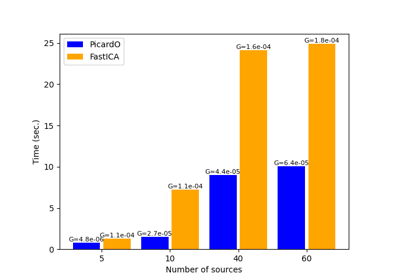 PicardO
FastICA
Time (sec.)
25
20
15
10
5
0
G=4.8e-06
G=1.1e-04
G=2.7e-05
G=1.1e-04
G=4.4e-05
G=1.6e-04
G=6.4e-05
G=1.8e-04
5
10
40
60
Number of sources